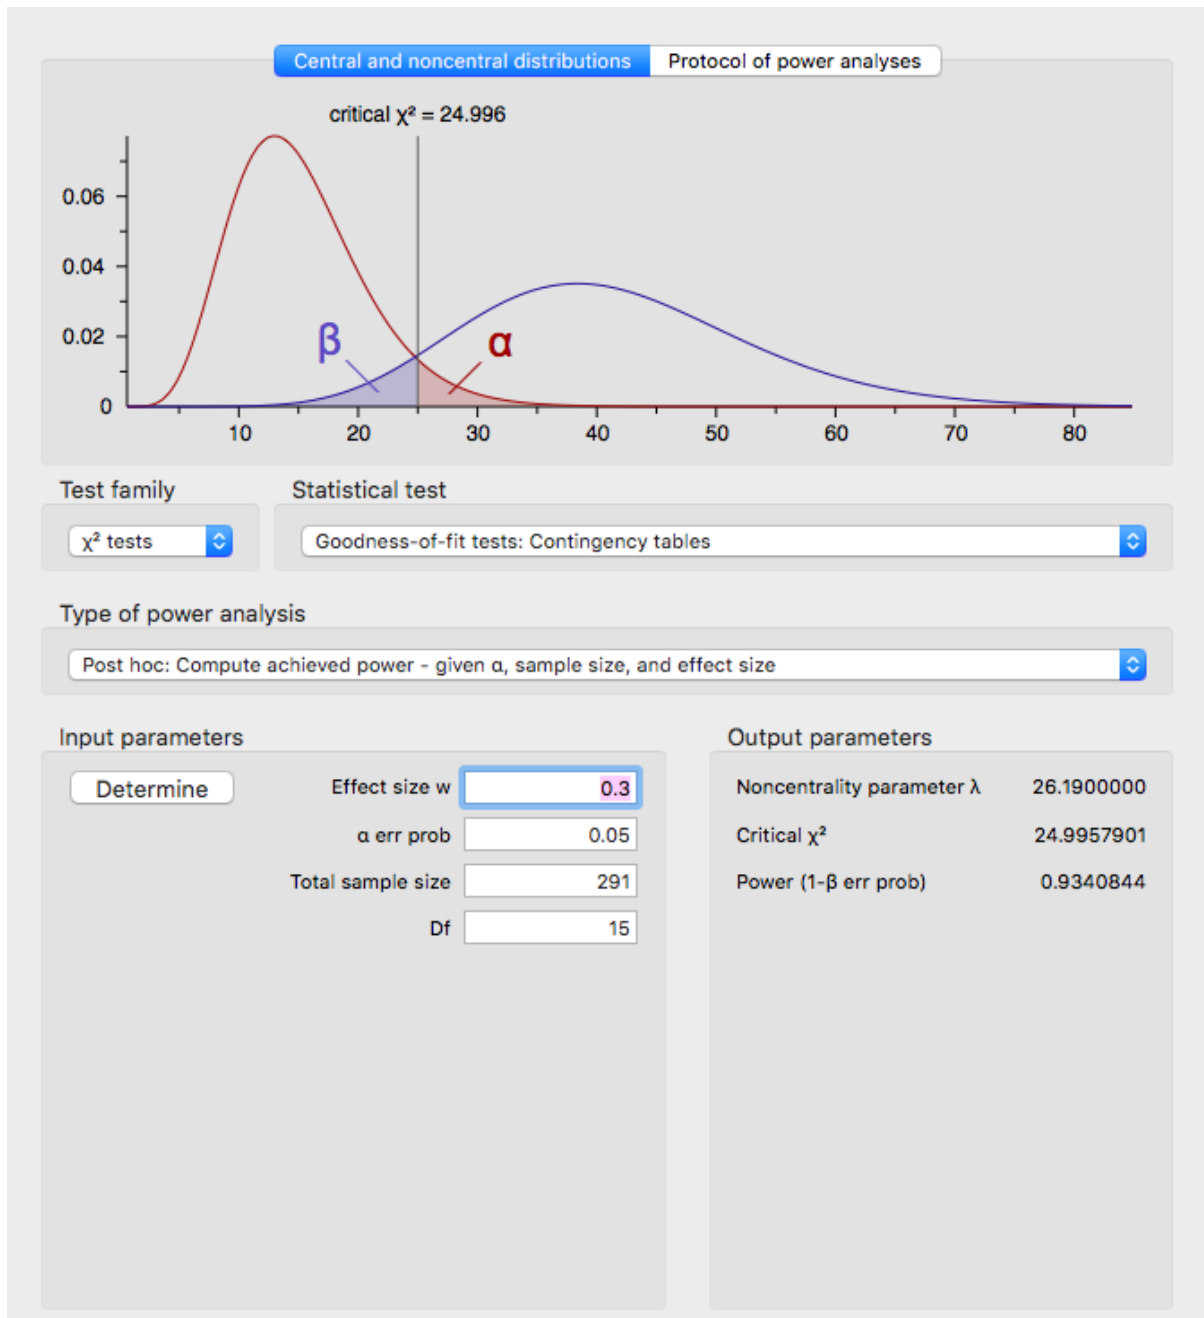 Central and noncentral distributions Protocol of power analyses
critical χ² = 24.996
0.06
0.04
0.02
0
β
α
10 20 30 40 50 60 70 80
Test family Statistical test
χ² tests Goodness-of-fit tests: Contingency tables
Type of power analysis
Post hoc: Compute achieved power - given α, sample size, and effect size
Input parameters Output parameters
Determine Effect size w 0.3 Noncentrality parameter λ 26.1900000
α err prob 0.05 Critical χ² 24.9957901
Total sample size 291 Power (1-β err prob) 0.9340844
Df 15